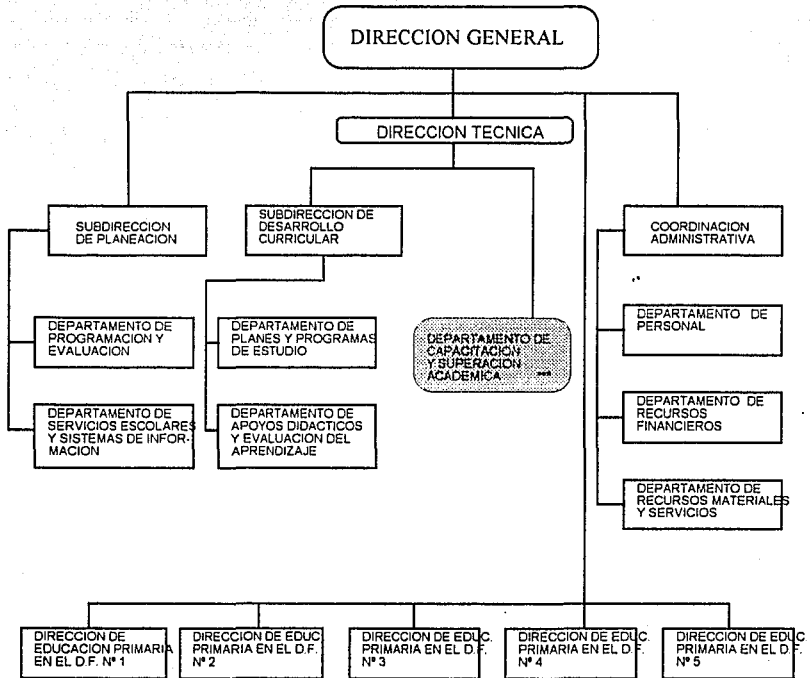 DIRECCION GENERAL
DIRECCION TECNICA
SUBDIRECCION
DE PLANEACION
SUBDIRECCION DE
DESARROLLO
CURRICULAR
COORDINACION
ADMINISTRATIVA
DEPARTAMENTO DE
PROGRAMACION Y
EVALUACION
DEPARTAMENTO DE
PLANES Y PROGRAMAS
DE ESTUDIO
DEPARTAMENTO DE
CAPACITACION
Y SUPERACION
ACADEMICA
DEPARTAMENTO DE
PERSONAL
DEPARTAMENTO DE
SERVICIOS ESCOLARES
Y SISTEMAS DE INFOR-
MACION
DEPARTAMENTO DE
APOYOS DIDACTICOS
Y EVALUACION DEL
APRENDIZAJE
DEPARTAMENTO DE
RECURSOS
FINANCIEROS
DEPARTAMENTO DE
RECURSOS MATERIALES
Y SERVICIOS
DIRECCION DE
EDUCACION PRIMARIA
EN EL D.F. Nº 1
DIRECCION DE EDUC
PRIMARIA EN EL D.F.
Nº 2
DIRECCION DE EDUC.
PRIMARIA EN EL D.F.
Nº 3
DIRECCION DE EDUC.
PRIMARIA EN EL D.F.
Nº 4
DIRECCION DE EDUC.
PRIMARIA EN EL D.F.
Nº 5